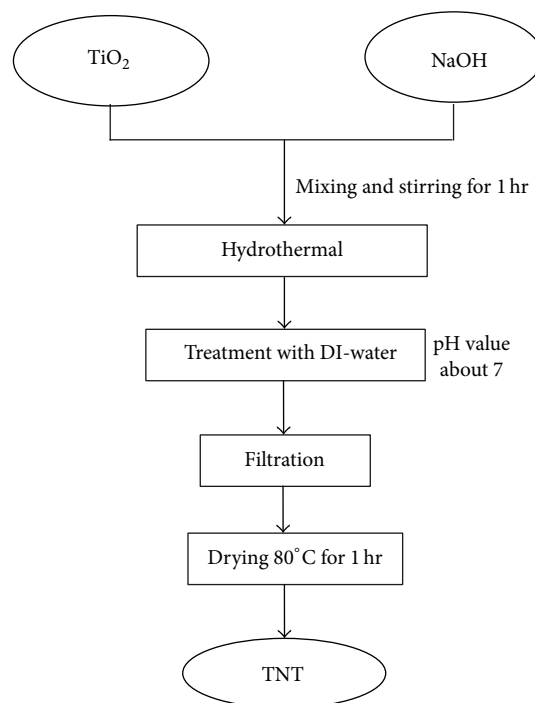 TiO₂
NaOH
Mixing and stirring for 1 hr
Hydrothermal
Treatment with DI-water
pH value
about 7
Filtration
Drying 80°C for 1 hr
TNT